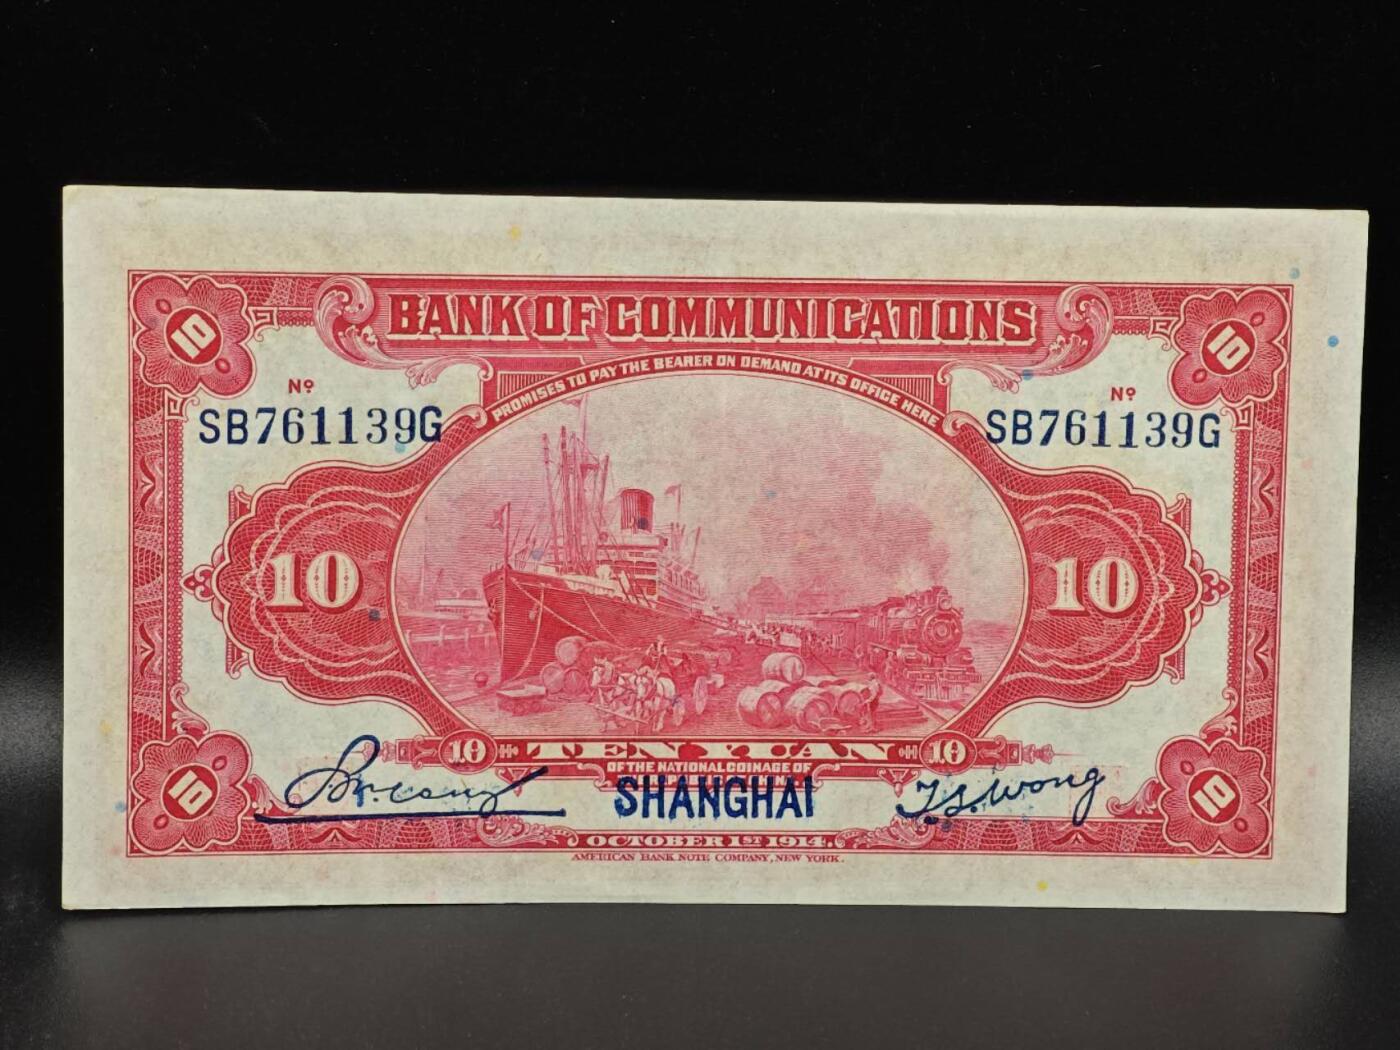 10
BANK OF COMMUNICATIONS
10
PROMISES TO PAY THE BEARER ON DEMAND AT ITS OFFICE HERE
Nº
SB761139G
Nº
SB761139G
10
10
10 TEN YUAN 10
OF THE NATIONAL COINAGE OF
SHANGHAI
T.S. Wong
10
10
OCTOBER 1ST 1914.
AMERICAN BANK NOTE COMPANY, NEW YORK.